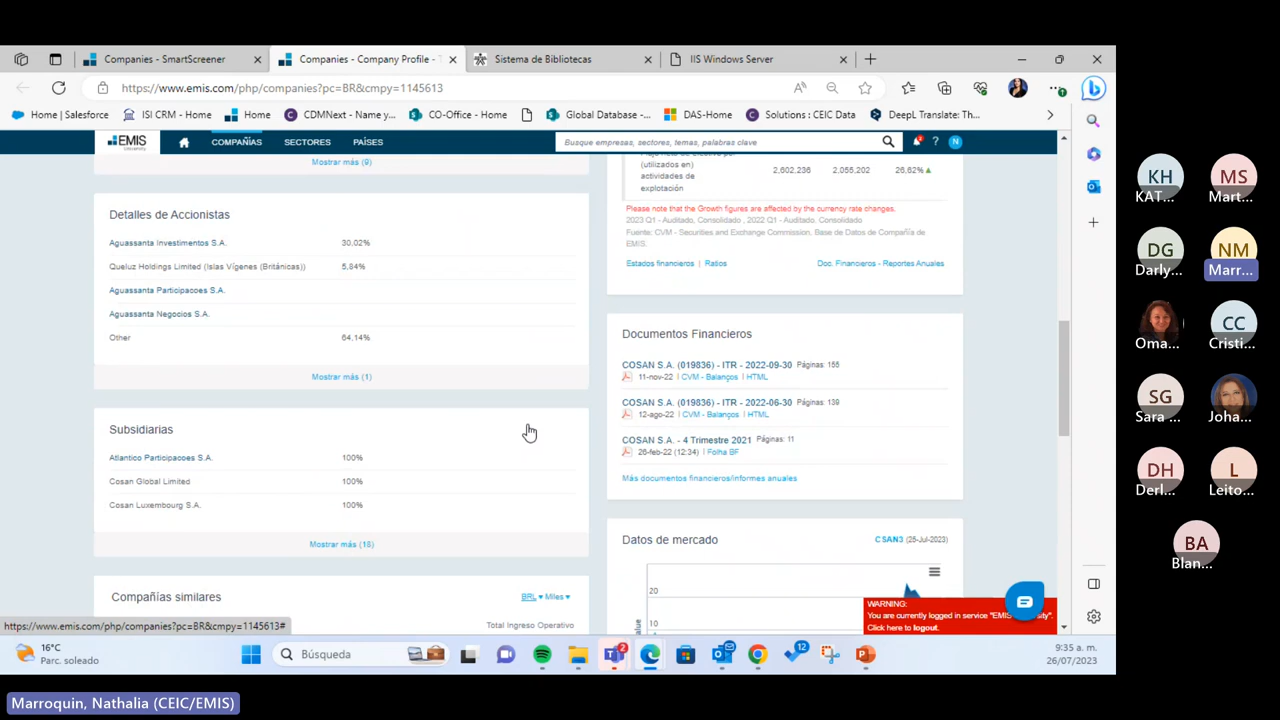 Companies - SmartScreener
Companies - Company Profile - T
Sistema de Bibliotecas
IIS Windows Server
https://www.emis.com/php/companies?pc=BR&cmpy=1145613
Home | Salesforce
ISI CRM - Home
Home
CDMNext - Name y...
CO-Office - Home
Global Database -...
DAS-Home
Solutions : CEIC Data
DeepL Translate: Th...
EMIS
University
COMPAÑIAS
SECTORES
PAÍSES
Busque empresas, sectores, temas, palabras clave
?
N
Mostrar más (9)
Detalles de Accionistas
Aguassanta Investimentos S.A. 30,02%
Queluz Holdings Limited (Islas Vígenes (Británicas)) 5,84%
Aguassanta Participacoes S.A.
Aguassanta Negocios S.A.
Other 64,14%
Mostrar más (1)
Subsidiarias
Atlantico Participacoes S.A. 100%
Cosan Global Limited 100%
Cosan Luxembourg S.A. 100%
Mostrar más (18)
Compañías similares
BRL Miles
Total Ingreso Operativo
(utilizados en)
actividades de
explotación
2,602,236 2,055,202 26,62%
Please note that the Growth figures are affected by the currency rate changes.
2023 Q1 - Auditado, Consolidado , 2022 Q1 - Auditado, Consolidado
Fuente: CVM - Securities and Exchange Commission, Base de Datos de Compañía de
EMIS.
Estados financieros | Ratios
Doc. Financieros - Reportes Anuales
Documentos Financieros
COSAN S.A. (019836) - ITR - 2022-09-30 Páginas: 155
11-nov-22 | CVM - Balanços | HTML
COSAN S.A. (019836) - ITR - 2022-06-30 Páginas: 139
12-ago-22 | CVM - Balanços | HTML
COSAN S.A. - 4 Trimestre 2021 Páginas: 11
26-feb-22 (12:34) | Folha BF
Más documentos financieros/informes anuales
Datos de mercado
CSAN3 (25-Jul-2023)
20
10
WARNING:
You are currently logged in service "EMIS
Click here to logout.
https://www.emis.com/php/companies?pc=BR&cmpy=1145613#
16°C
Parc. soleado
Búsqueda
2
12
9:35 a. m.
26/07/2023
KH
KAT...
MS
Mart...
DG
Darly...
NM
Marr...
Oma...
CC
Cristi...
SG
Sara ...
Joha...
DH
Derl...
L
Leito...
BA
Blan...
Marroquin, Nathalia (CEIC/EMIS)